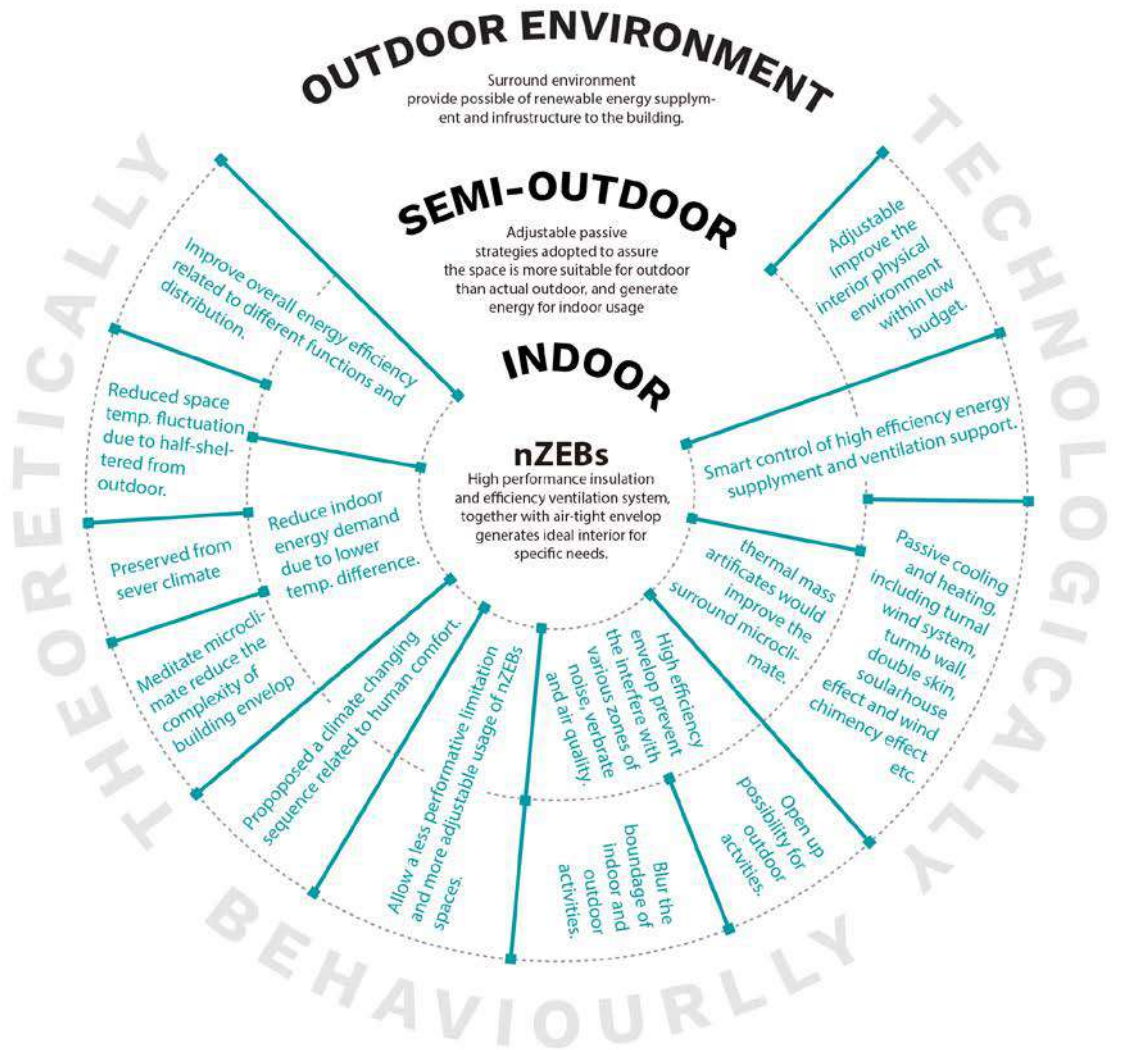 OUTDOOR ENVIRONMENT
Surround environment
provide possible of renewable energy supplym-
ent and infrustructure to the building.
SEMI-OUTDOOR
Adjustable passive
strategies adopted to assure
the space is more suitable for outdoor
than actual outdoor, and generate
energy for indoor usage
INDOOR
nZEBs
High performance insulation
and efficiency ventilation system,
together with air-tight envelop
generates ideal interior for
specific needs.
THEORETICALLY
Improve overall energy efficiency
related to different functions and
distribution.
Reduced space
temp. fluctuation
due to half-shel-
tered from
outdoor.
Reduce indoor
energy demand
due to lower
temp. difference.
Preserved from
sever climate
Meditate microcli-
mate reduce the
complexity of
building envelop
BEHAVIOURLLY
Propoposed a climate changing
sequence related to human comfort.
Allow a less performative limitation
and more adjustable usage of nZEBs
spaces.
High efficiency
envelop prevent
the interfere with
various zones of
noise, verbrate
and air quality.
Blur the
boundage of
indoor and
outdoor
activities.
Open up
possibility for
outdoor
actvities.
TECHNOLOGICALLY
Adjustable
Improve the
interior physical
environment
within low
budget.
Smart control of high efficiency energy
supplyment and ventilation support.
thermal mass
artificates would
improve the
surround microcli-
mate.
Passive cooling
and heating,
including turnal
wind system,
turmb wall,
double skin,
soularhouse
effect and wind
chimency effect
etc.